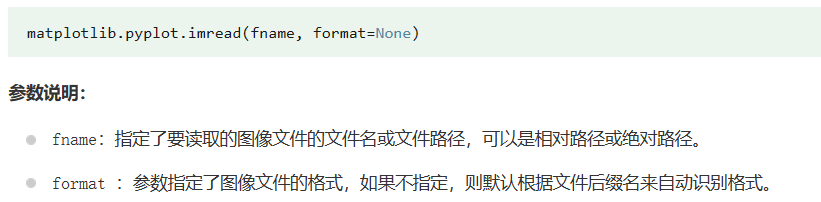 matplotlib.pyplot.imread(fname, format=None)
参数说明：
fname：指定了要读取的图像文件的文件名或文件路径，可以是相对路径或绝对路径。
format ：参数指定了图像文件的格式，如果不指定，则默认根据文件后缀名来自动识别格式。